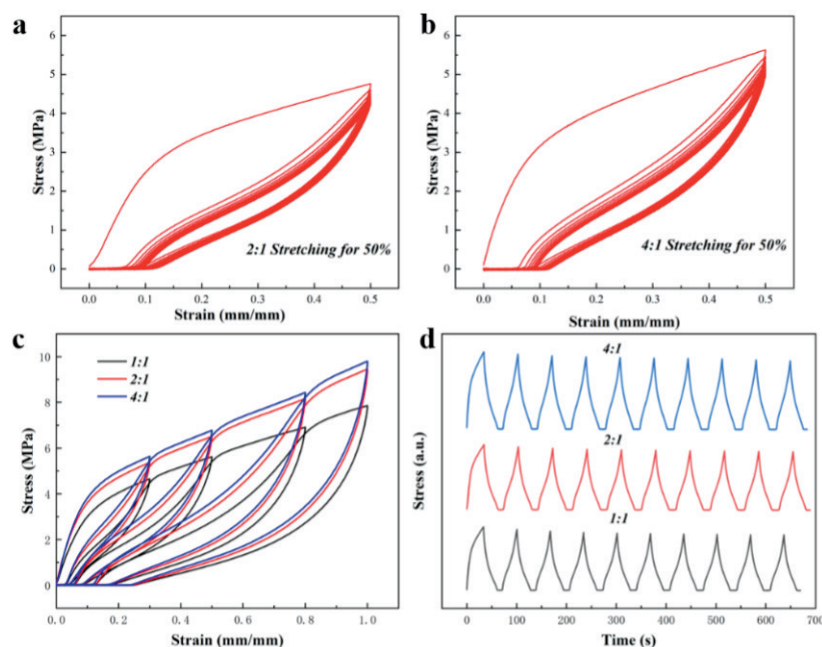 a
6
5
4
3
2
1
0
Stress (MPa)
2:1 Stretching for 50%
0.0 0.1 0.2 0.3 0.4 0.5
Strain (mm/mm)
b
6
5
4
3
2
1
0
Stress (MPa)
4:1 Stretching for 50%
0.0 0.1 0.2 0.3 0.4 0.5
Strain (mm/mm)
c
10
8
6
4
2
0
Stress (MPa)
1:1
2:1
4:1
0.0 0.2 0.4 0.6 0.8 1.0
Strain (mm/mm)
d
Stress (a.u.)
4:1
2:1
1:1
0 100 200 300 400 500 600 700
Time (s)